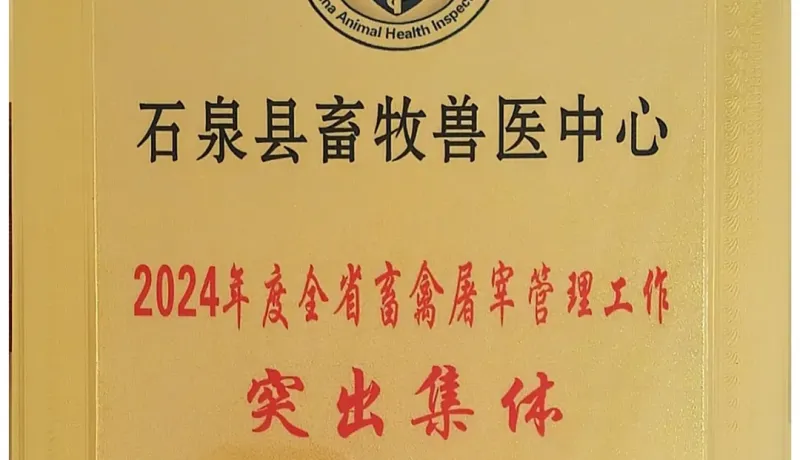 na Animal Health Inspec
石泉县畜牧兽医中心
2024年度全省畜禽屠宰管理工作
突出集体